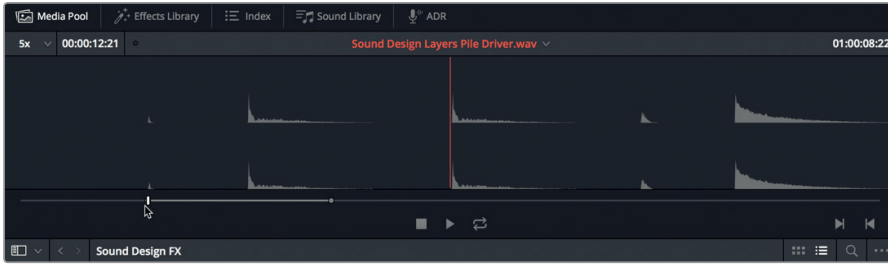 Media Pool Effects Library Index Sound Library ADR
5x 00:00:12:21 Sound Design Layers Pile Driver.wav 01:00:08:22
Sound Design FX